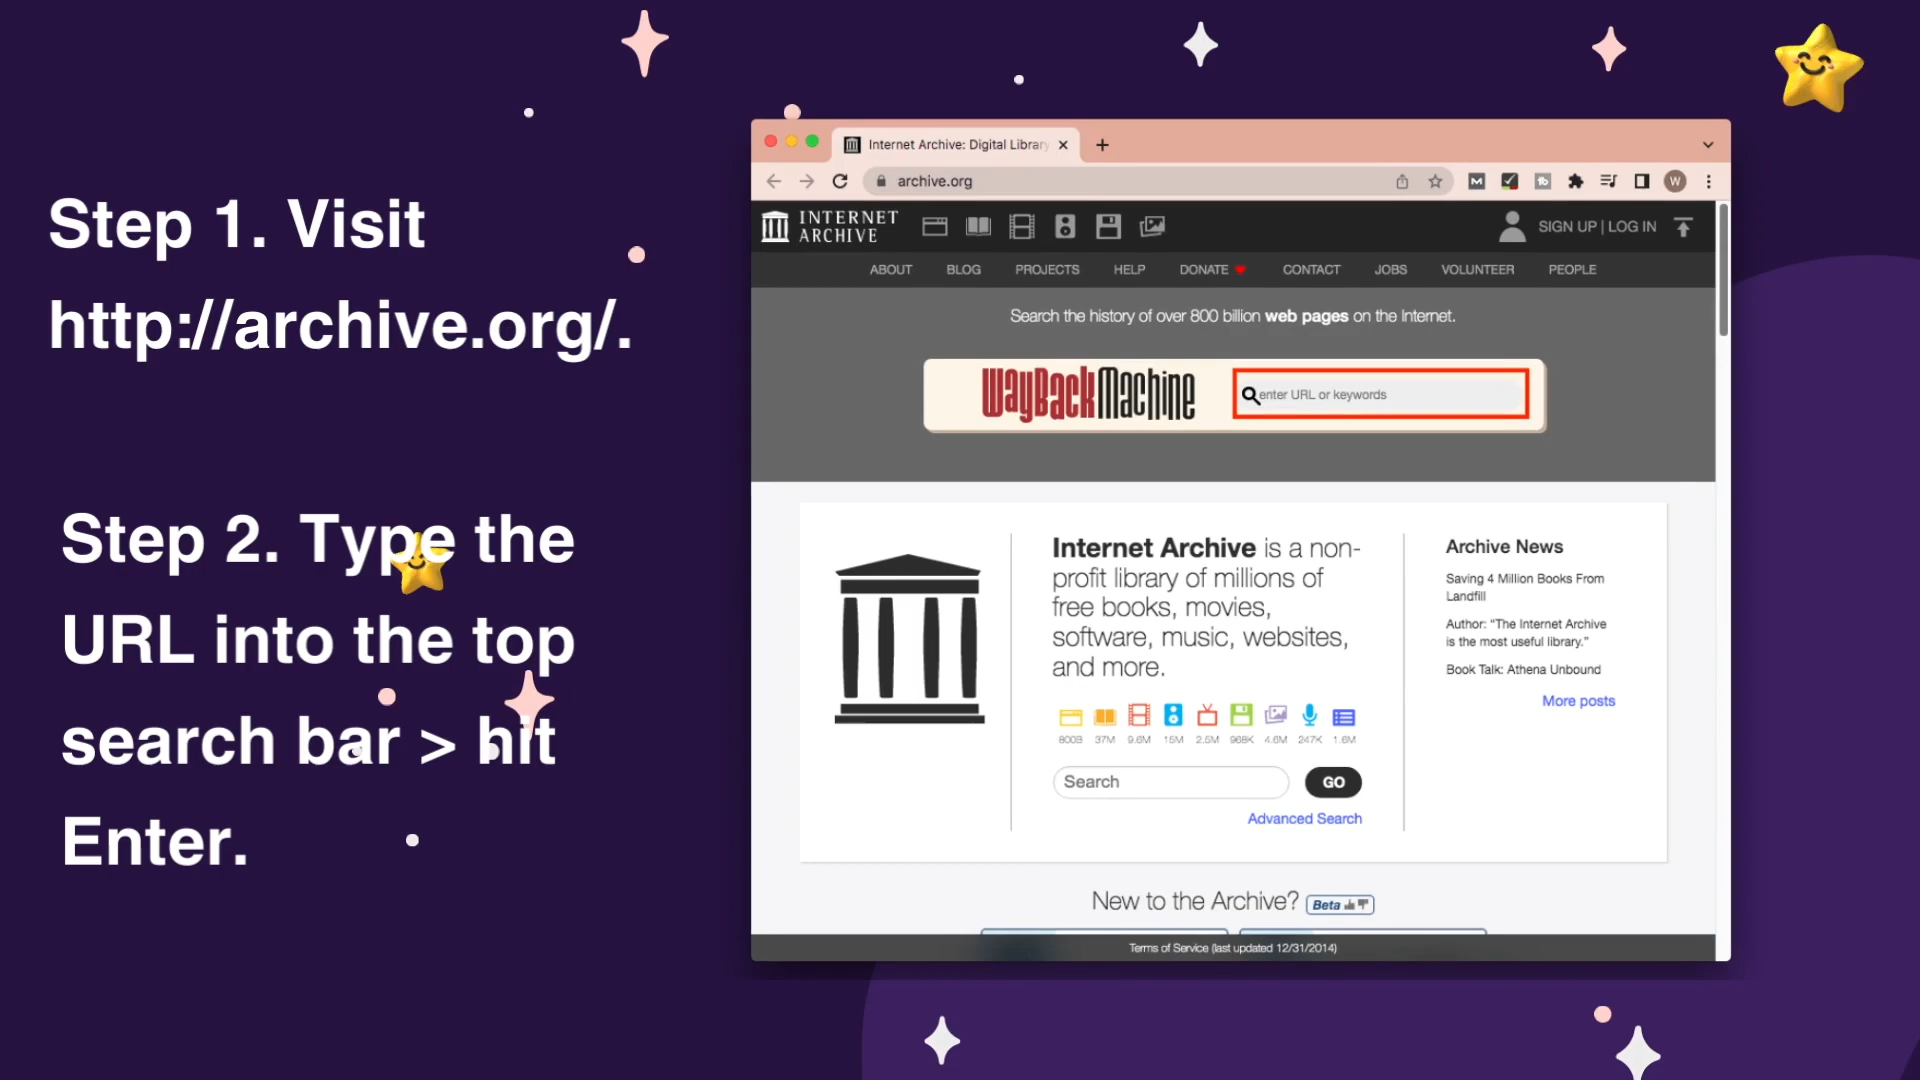 Step 1. Visit
http://archive.org/.
Step 2. Type the
URL into the top
search bar > hit
Enter.
Internet Archive: Digital Library
archive.org
W
INTERNET
ARCHIVE
SIGN UP | LOG IN
ABOUT BLOG PROJECTS HELP DONATE CONTACT JOBS VOLUNTEER PEOPLE
Search the history of over 800 billion web pages on the Internet.
WayBackMachine
enter URL or keywords
Internet Archive is a non-
profit library of millions of
free books, movies,
software, music, websites,
and more.
800B 37M 9.6M 15M 2.5M 968K 4.6M 247K 1.6M
Search GO
Advanced Search
Archive News
Saving 4 Million Books From
Landfill
Author: “The Internet Archive
is the most useful library.”
Book Talk: Athena Unbound
More posts
New to the Archive? Beta
Terms of Service (last updated 12/31/2014)